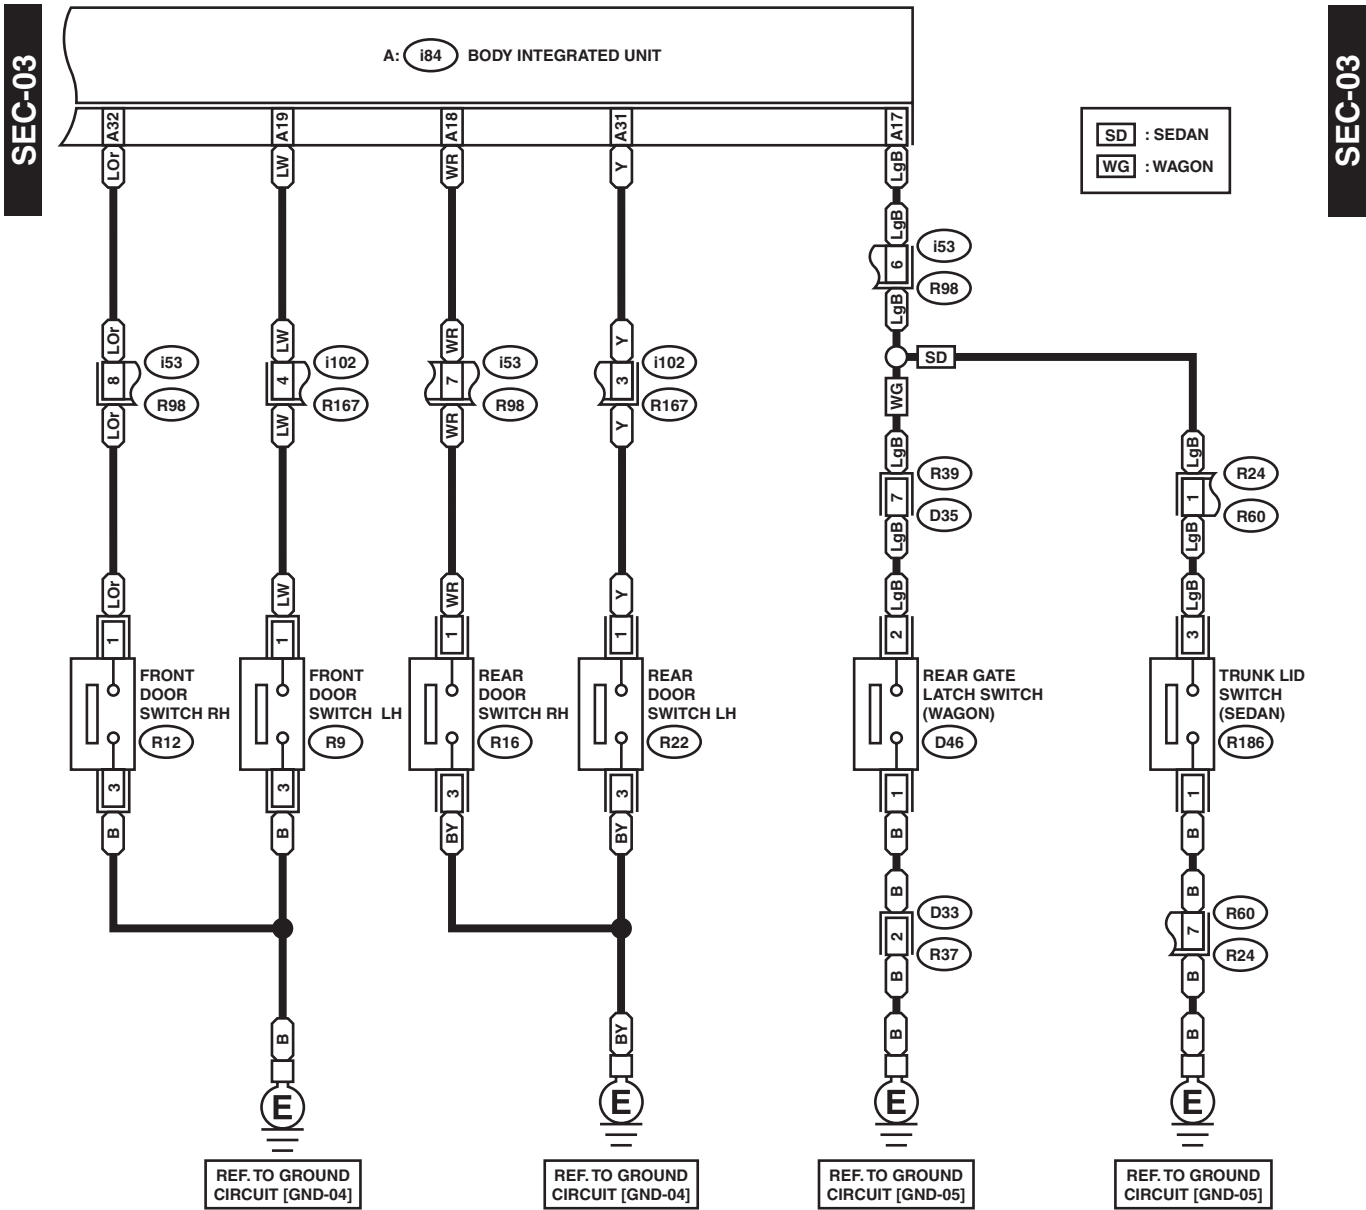 SEC-03
SEC-03
A: i84 BODY INTEGRATED UNIT
A32 A19 A18 A31 A17
LOr LW WR Y LgB
SD : SEDAN
WG : WAGON
LgB
6
i53
R98
LgB
SD
WG
LOr LW WR Y
8 i53 R98
4 i102 R167
7 i53 R98
3 i102 R167
LOr LW WR Y
LgB LgB
7 R39 D35
1 R24 R60
LgB LgB
LOr LW WR Y LgB LgB
1 1 1 1 2 3
FRONT
DOOR
SWITCH RH
R12
FRONT
DOOR
SWITCH LH
R9
REAR
DOOR
SWITCH RH
R16
REAR
DOOR
SWITCH LH
R22
REAR GATE
LATCH SWITCH
(WAGON)
D46
TRUNK LID
SWITCH
(SEDAN)
R186
3 3 3 3 1 1
B B BY BY B B
B B
2 D33 R37
7 R60 R24
B B
B BY B B
E E E E
REF. TO GROUND
CIRCUIT [GND-04]
REF. TO GROUND
CIRCUIT [GND-04]
REF. TO GROUND
CIRCUIT [GND-05]
REF. TO GROUND
CIRCUIT [GND-05]